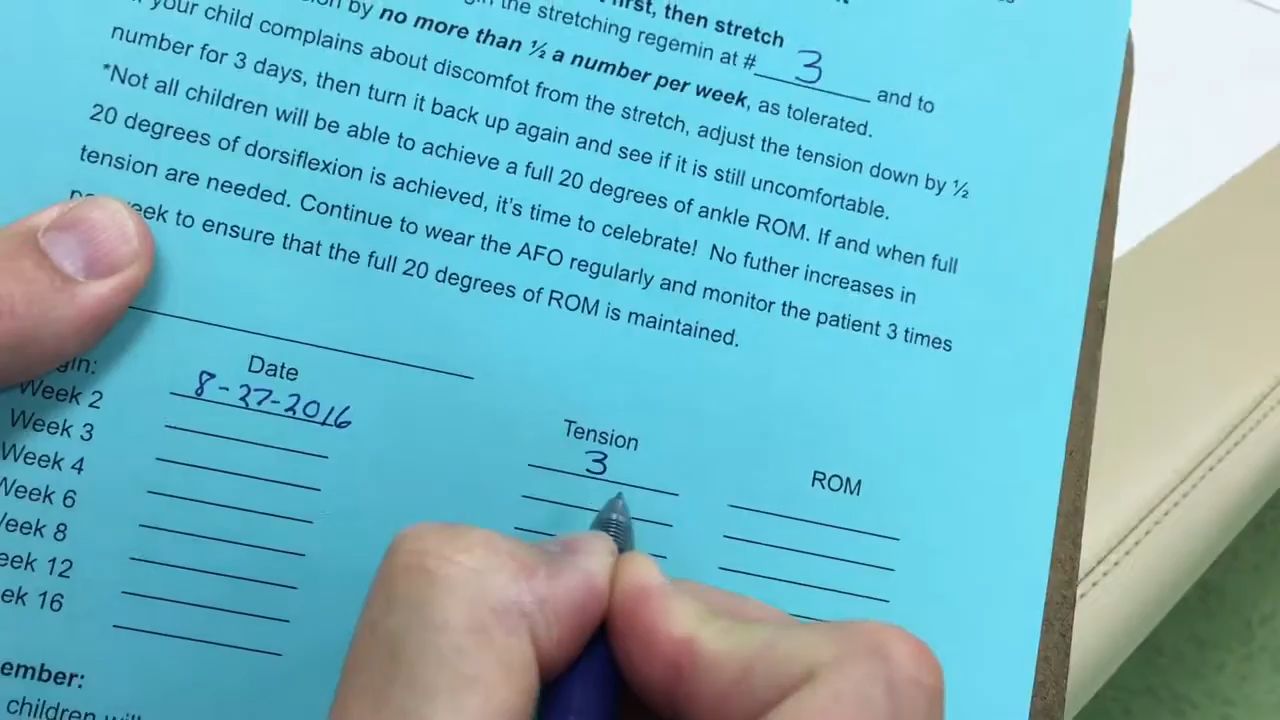 first, then stretch
the stretching regemin at # 3 and to
by no more than ½ a number per week, as tolerated.
your child complains about discomfot from the stretch, adjust the tension down by ½
number for 3 days, then turn it back up again and see if it is still uncomfortable.
*Not all children will be able to achieve a full 20 degrees of ankle ROM. If and when full
20 degrees of dorsiflexion is achieved, it's time to celebrate! No futher increases in
tension are needed. Continue to wear the AFO regularly and monitor the patient 3 times
to ensure that the full 20 degrees of ROM is maintained.
Date Tension ROM
8-27-2016 3
Week 2
Week 3
Week 4
Week 6
Week 8
Week 12
ek 16
ember:
children